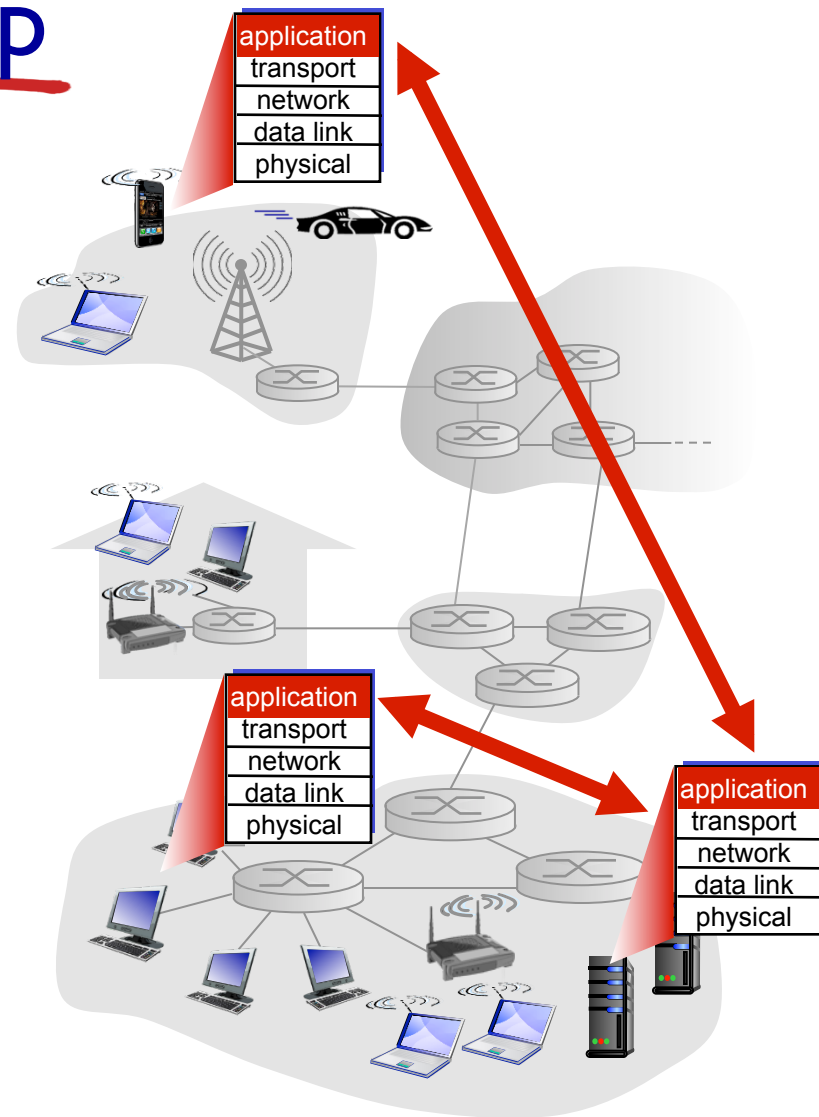 p
application
transport
network
data link
physical
application
transport
network
data link
physical
application
transport
network
data link
physical